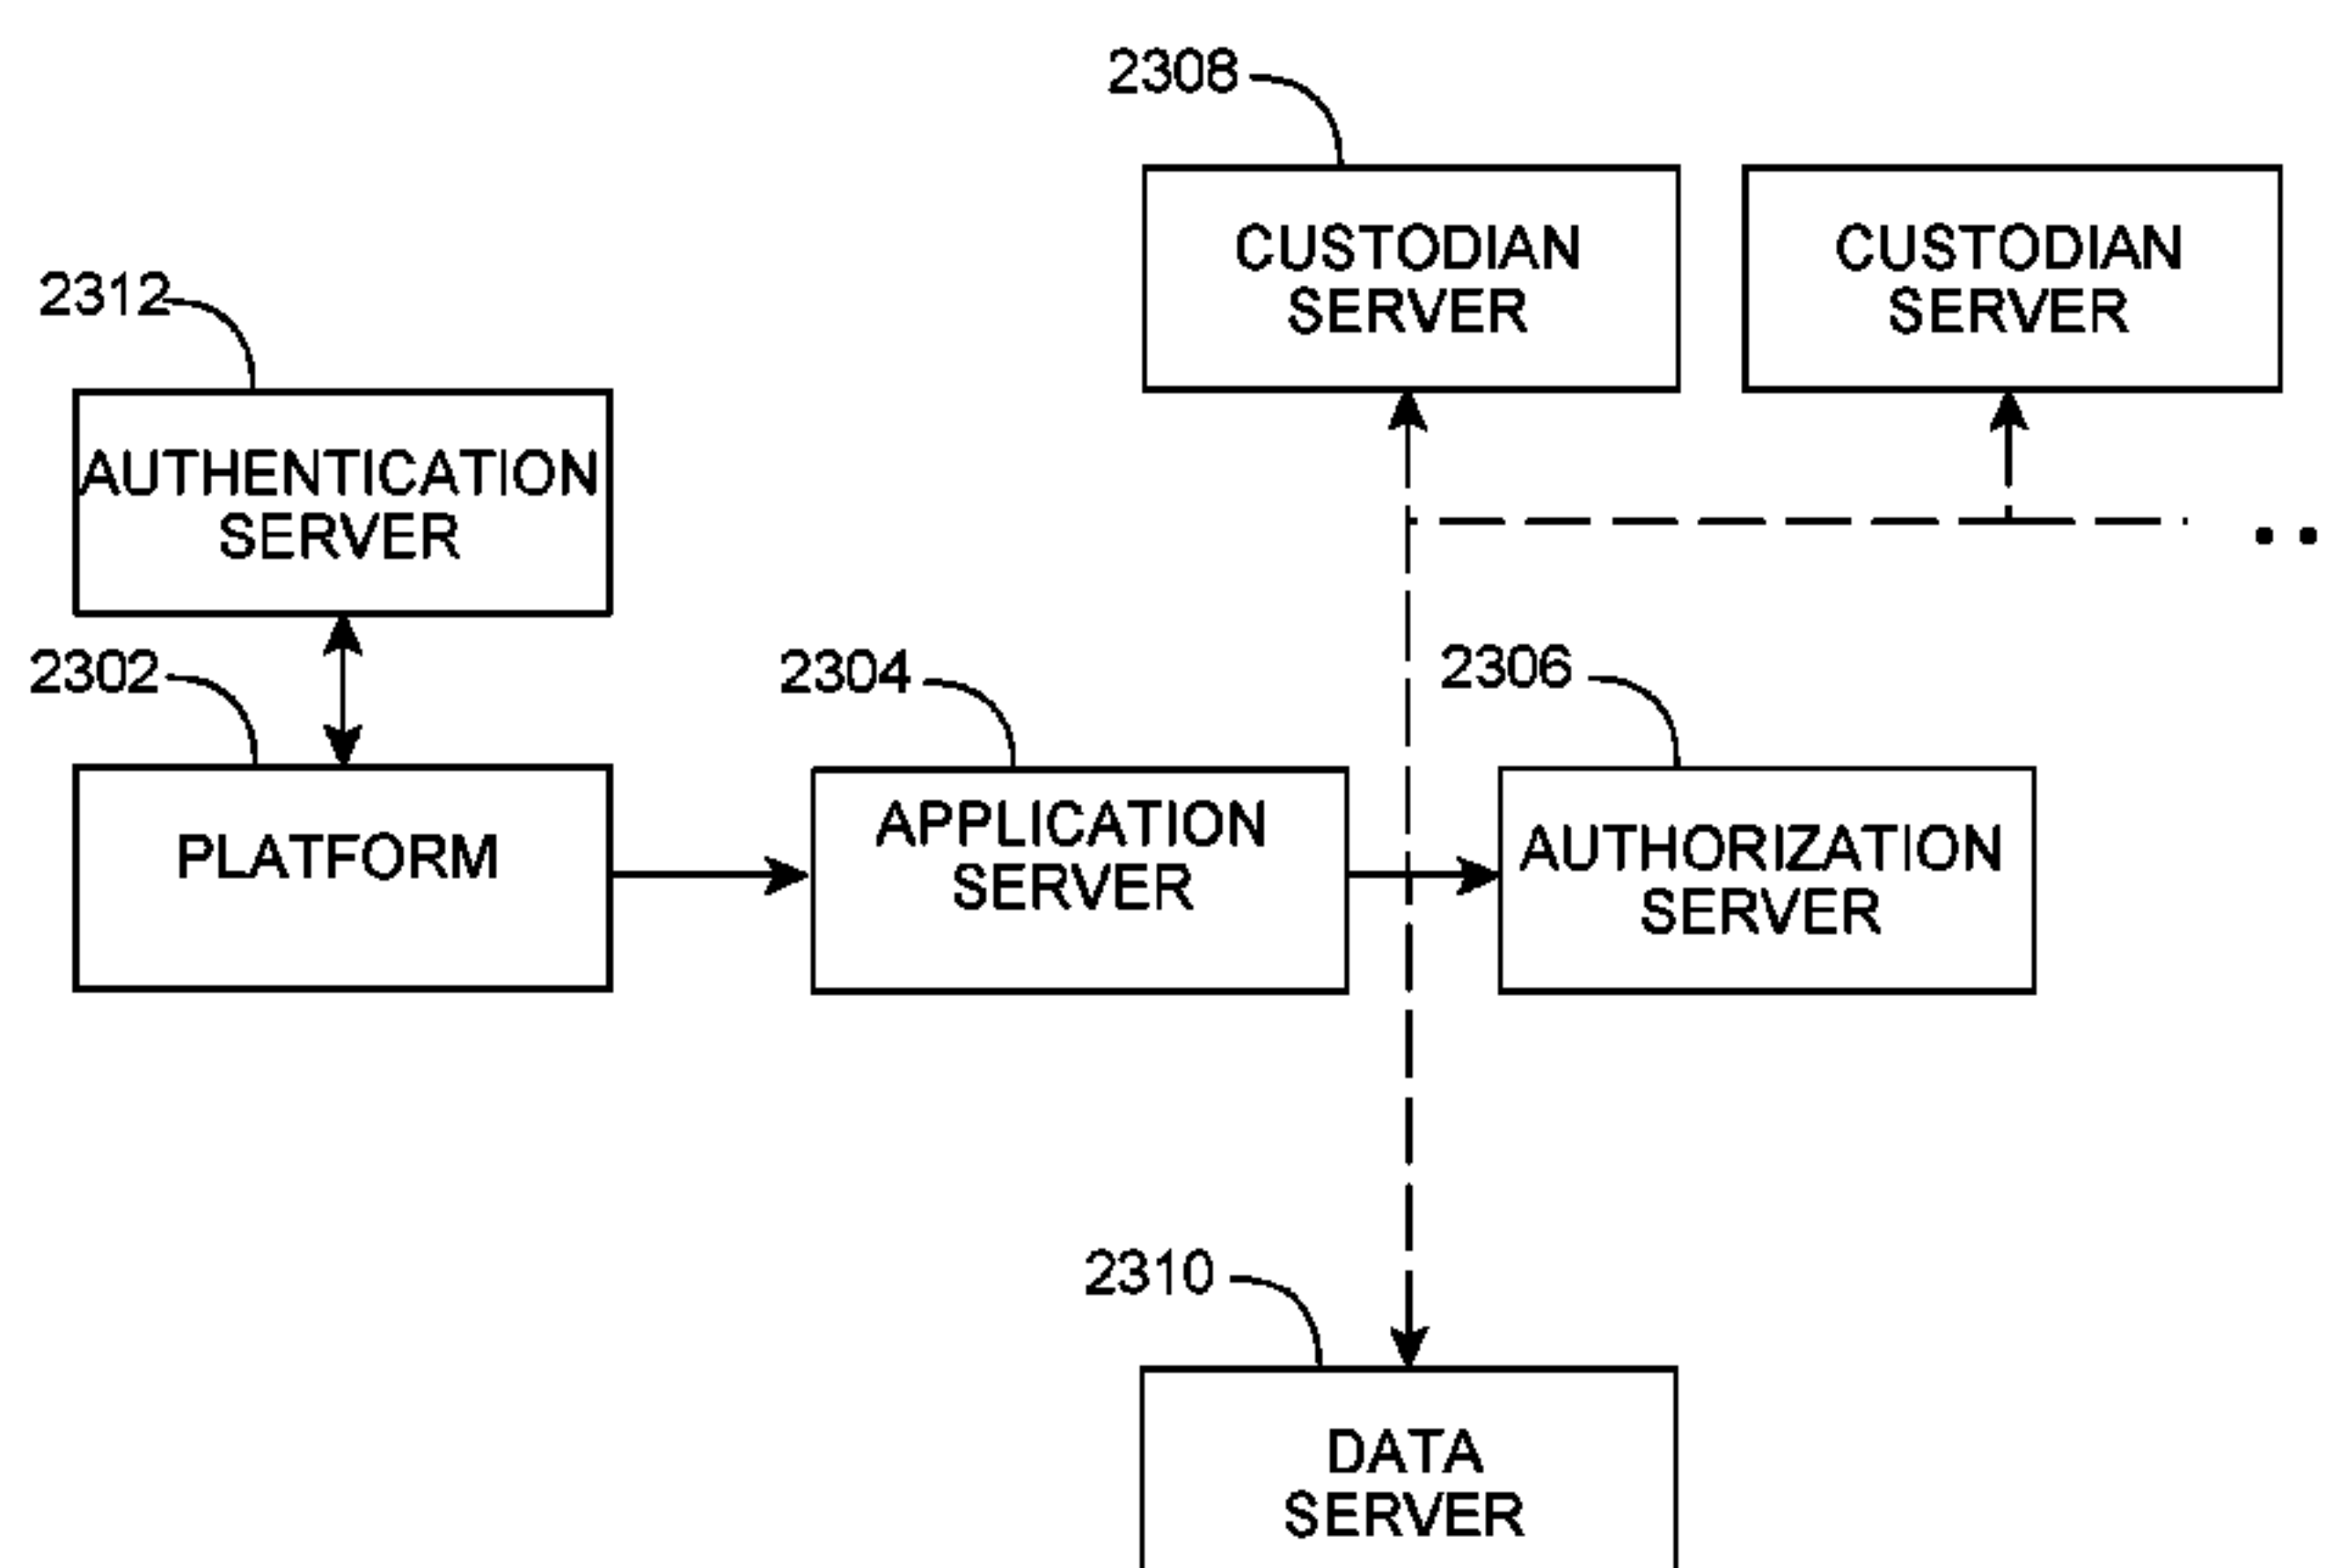 2308
CUSTODIAN
SERVER
CUSTODIAN
SERVER
2312
AUTHENTICATION
SERVER
2302
PLATFORM
2304
APPLICATION
SERVER
2306
AUTHORIZATION
SERVER
2310
DATA
SERVER